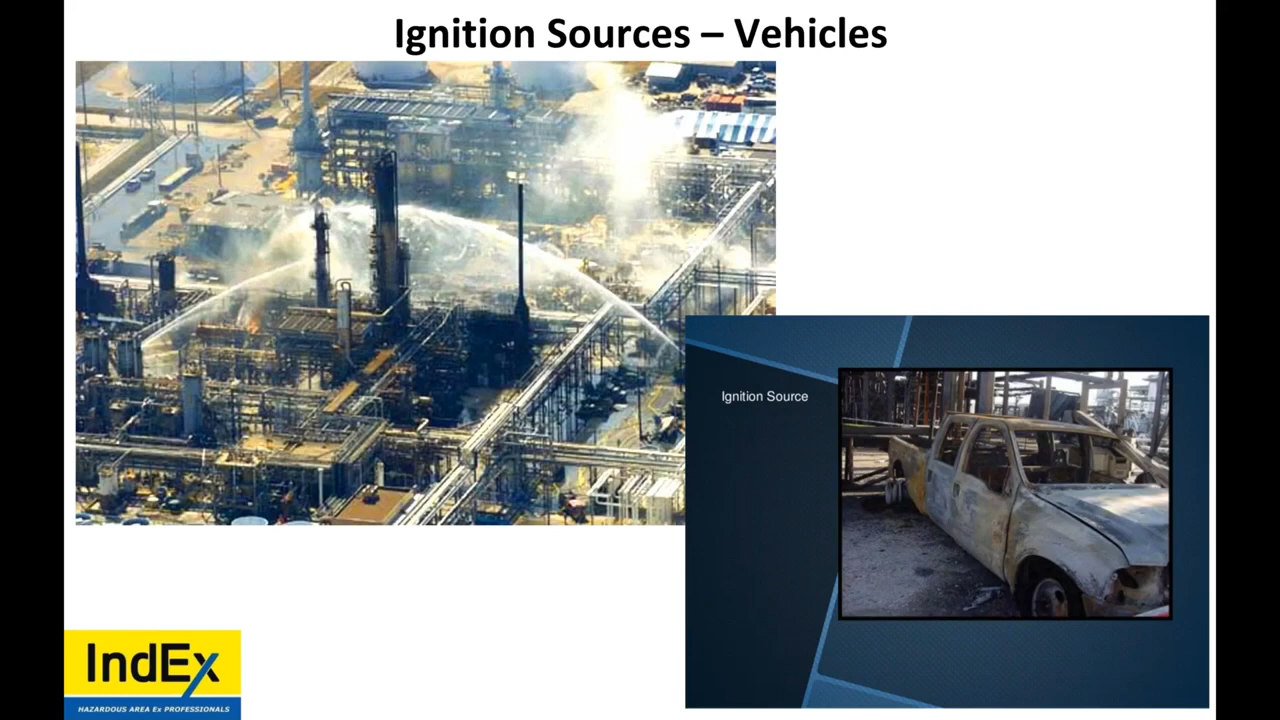 Ignition Sources – Vehicles
Ignition Source
IndEx
HAZARDOUS AREA Ex PROFESSIONALS